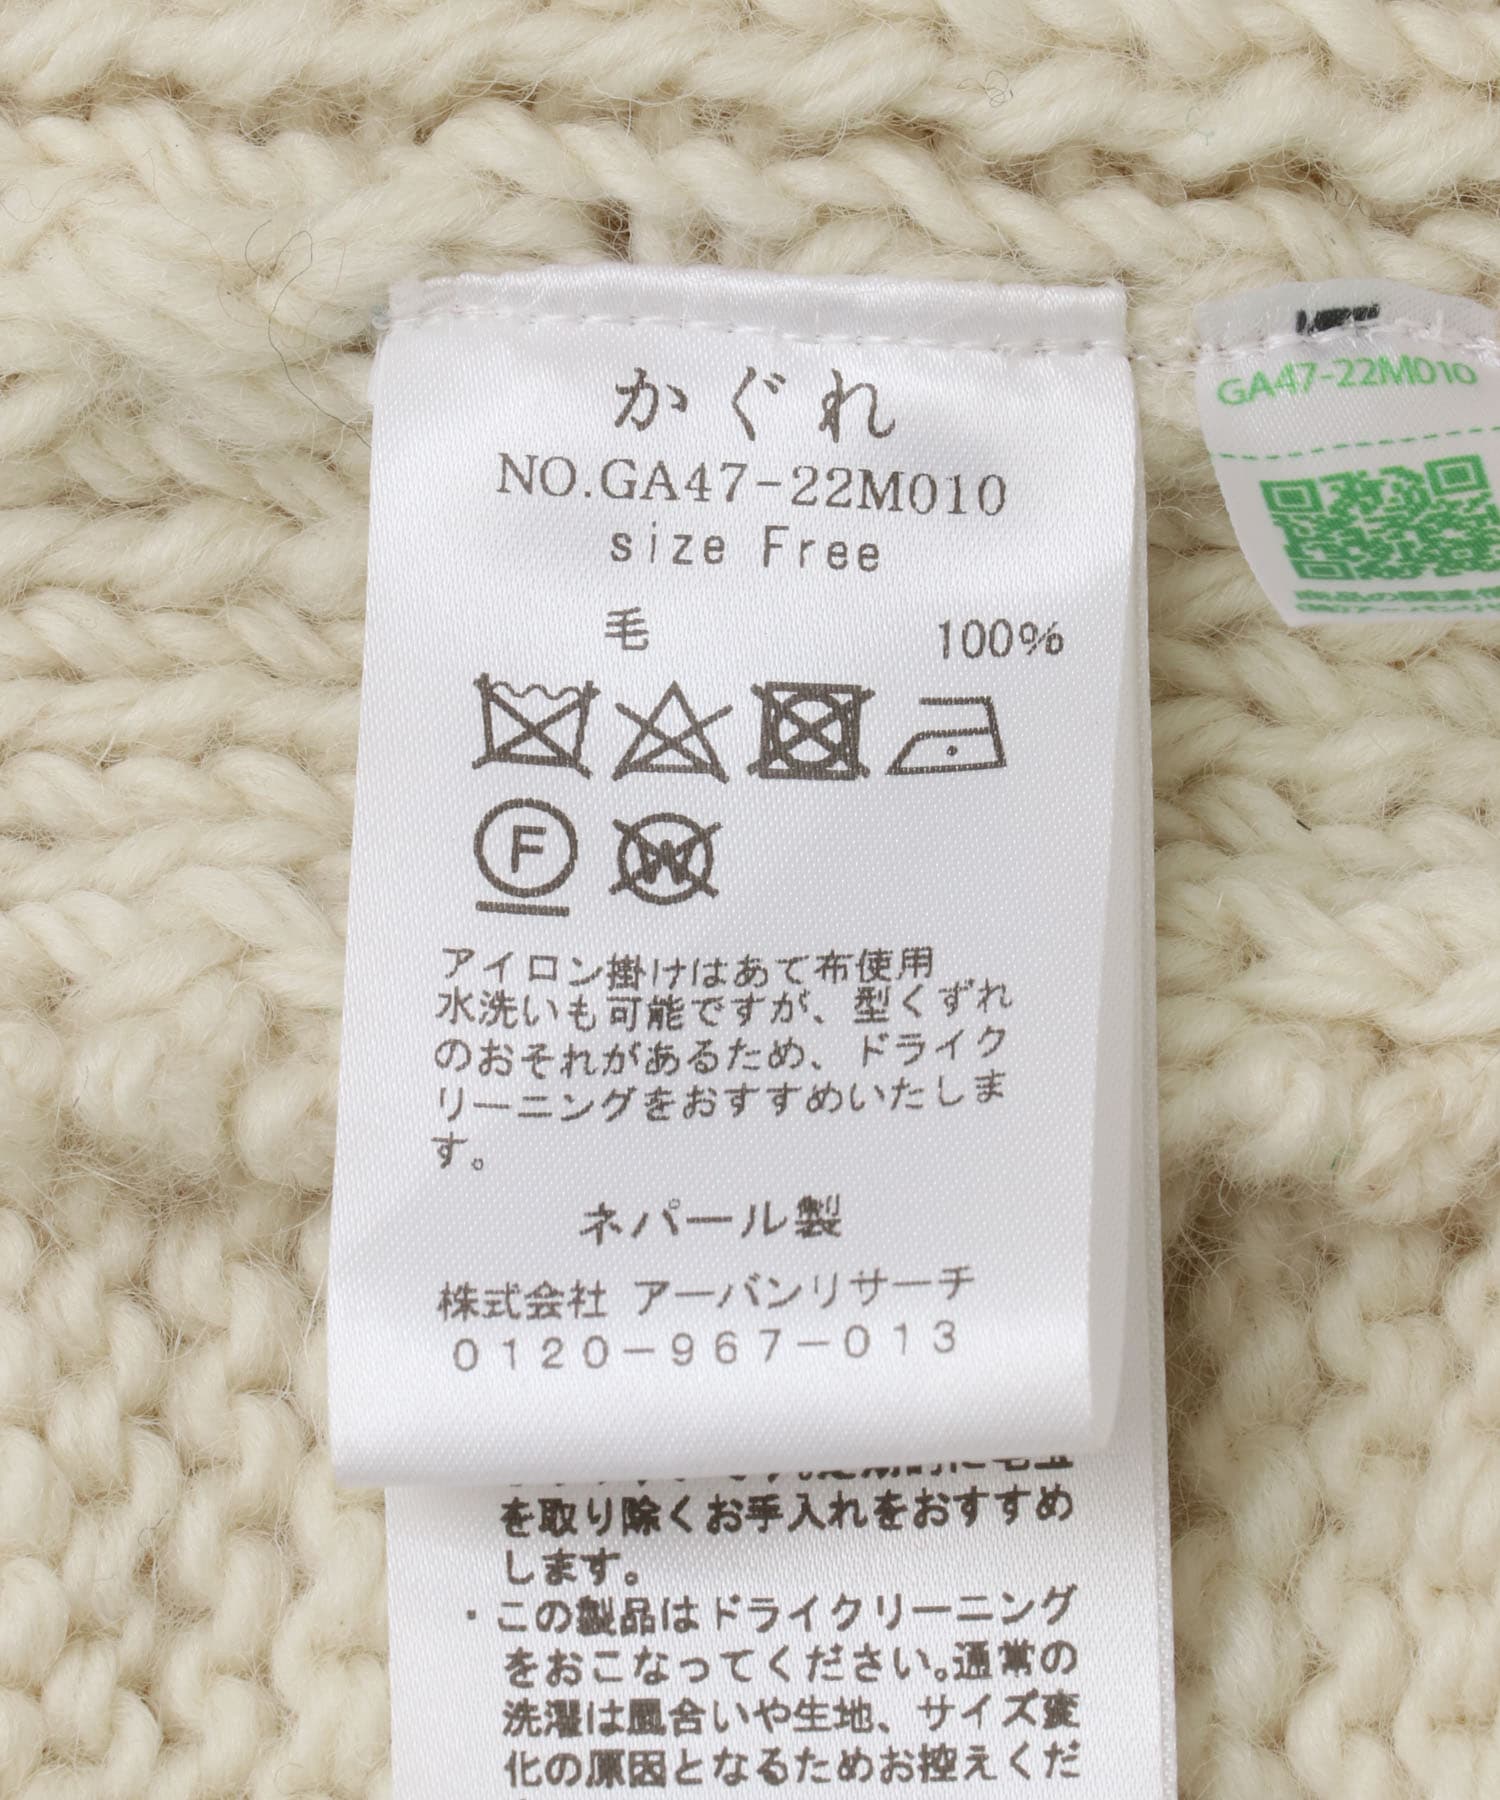 かぐれ
NO.GA47-22M010
size Free
毛 100%
F
W
アイロン掛けはあて布使用
水洗いも可能ですが、型くずれ
のおそれがあるため、ドライク
リーニングをおすすめいたしま
す。
ネパール製
株式会社 アーバンリサーチ
0120-967-013
を取り除くお手入れをおすすめ
します。
・この製品はドライクリーニング
をおこなってください。通常の
洗濯は風合いや生地、サイズ変
化の原因となるためお控えくだ
GA47-22M010